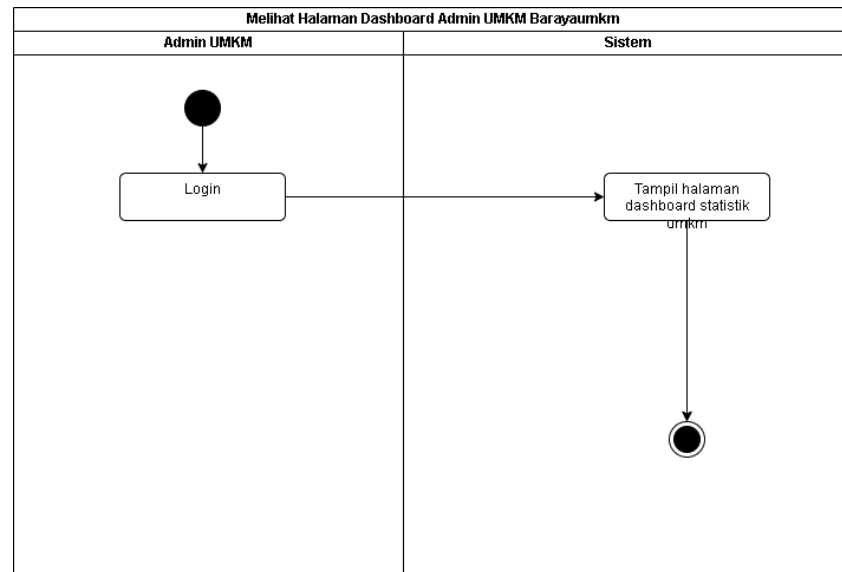 Melihat Halaman Dashboard Admin UMKM Barayaumkm
Admin UMKM
Sistem
Login
Tampil halaman
dashboard statistik
umkm